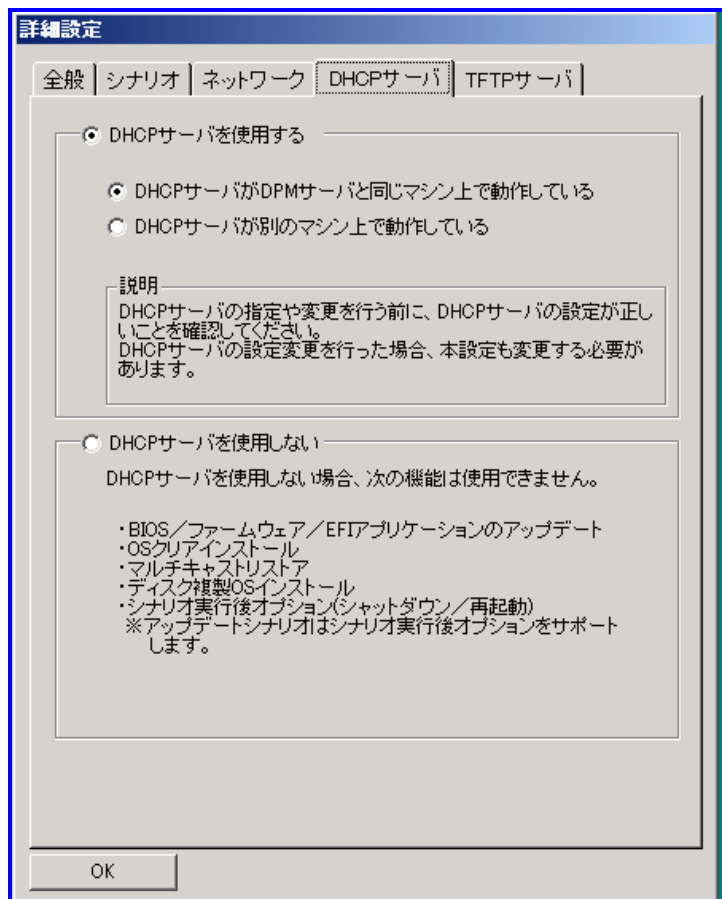 詳細設定
全般
シナリオ
ネットワーク
DHCPサーバ
TFTPサーバ
DHCPサーバを使用する
DHCPサーバがDPMサーバと同じマシン上で動作している
DHCPサーバが別のマシン上で動作している
説明
DHCPサーバの指定や変更を行う前に、DHCPサーバの設定が正し
いことを確認してください。
DHCPサーバの設定変更を行った場合、本設定も変更する必要が
あります。
DHCPサーバを使用しない
DHCPサーバを使用しない場合、次の機能は使用できません。
・BIOS／ファームウェア／EFIアプリケーションのアップデート
・OSクリアインストール
・マルチキャストリストア
・ディスク複製OSインストール
・シナリオ実行後オプション(シャットダウン／再起動)
※アップデートシナリオはシナリオ実行後オプションをサポート
します。
OK